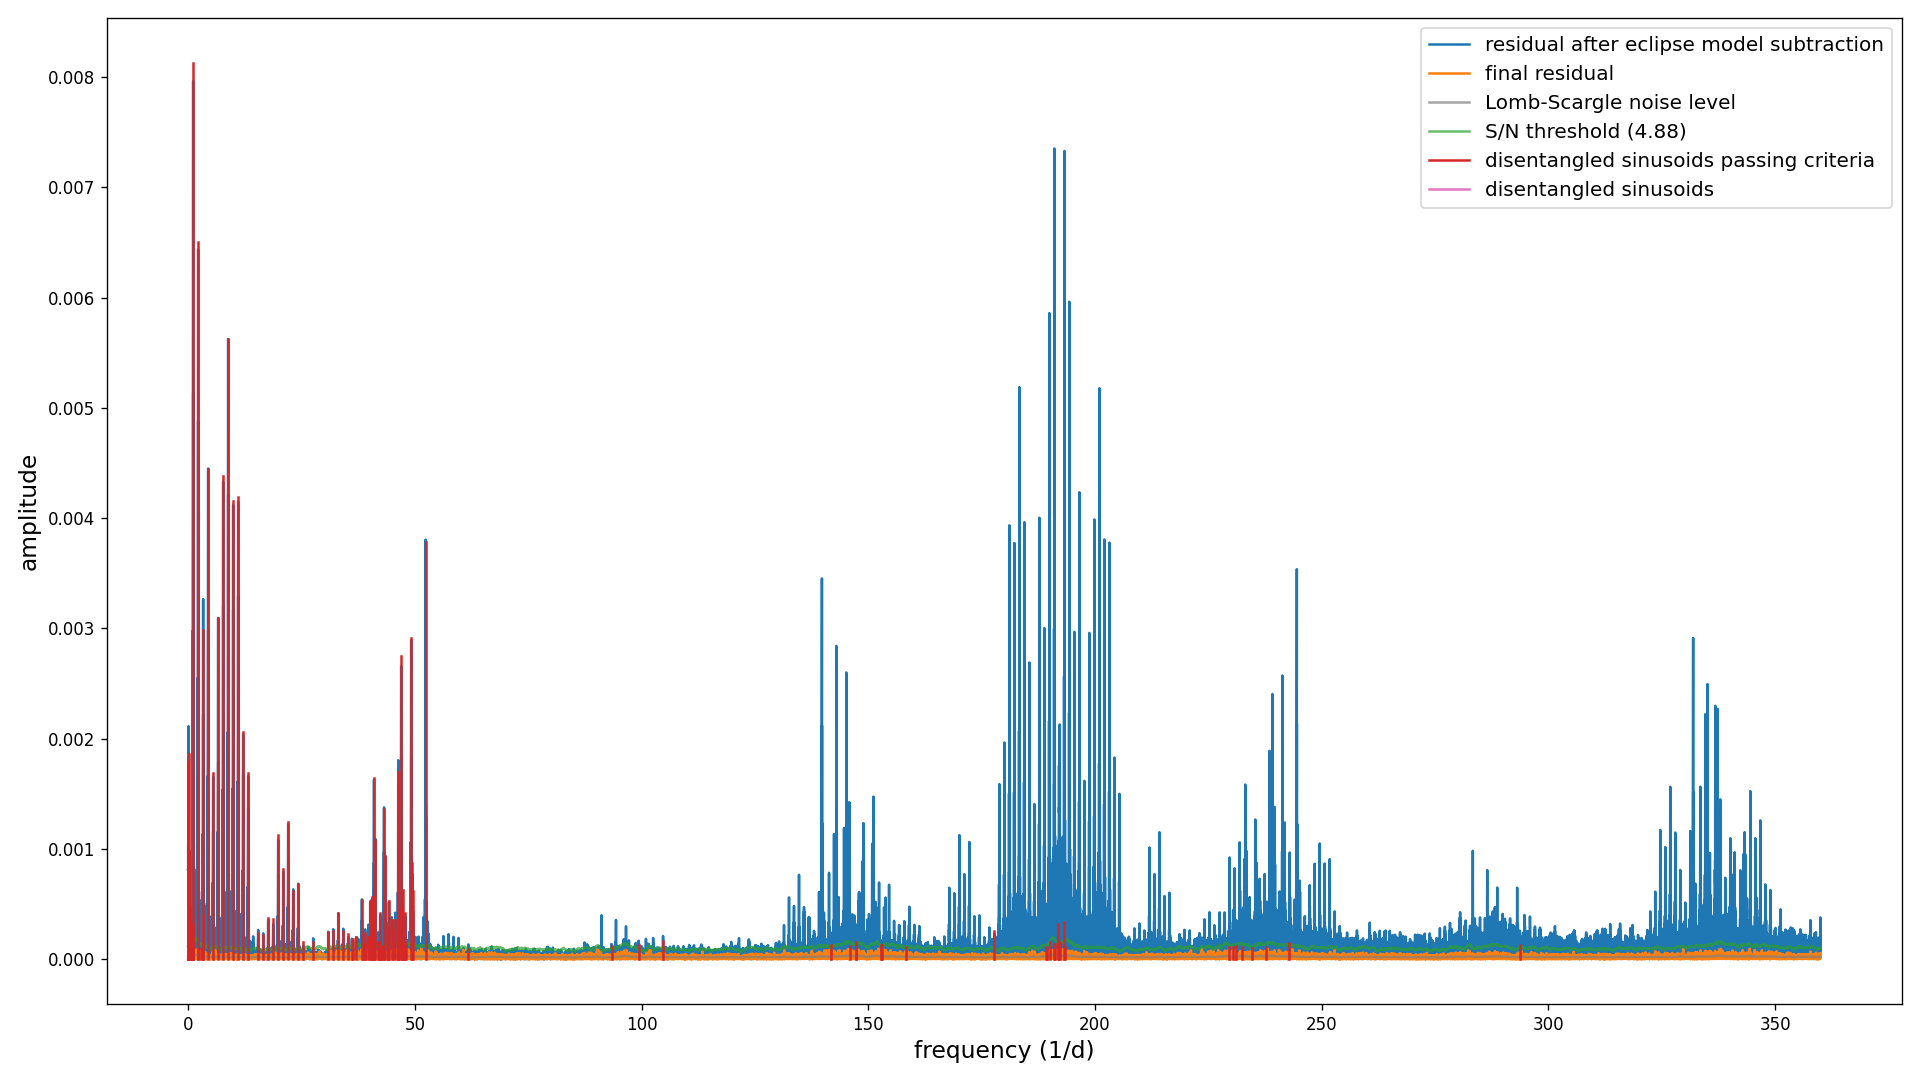 residual after eclipse model subtraction
final residual
Lomb-Scargle noise level
S/N threshold (4.88)
disentangled sinusoids passing criteria
disentangled sinusoids
0.008
0.007
0.006
0.005
0.004
0.003
0.002
0.001
0.000
amplitude
0 50 100 150 200 250 300 350
frequency (1/d)